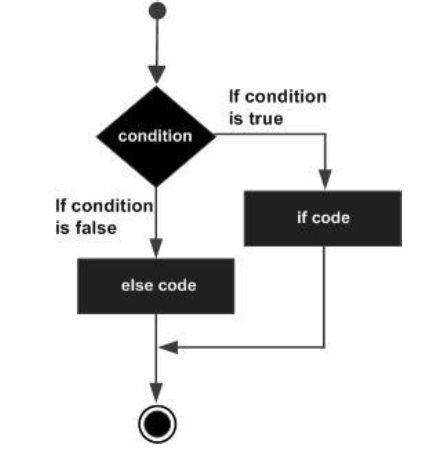 If condition
is true
condition
If condition
is false
if code
else code